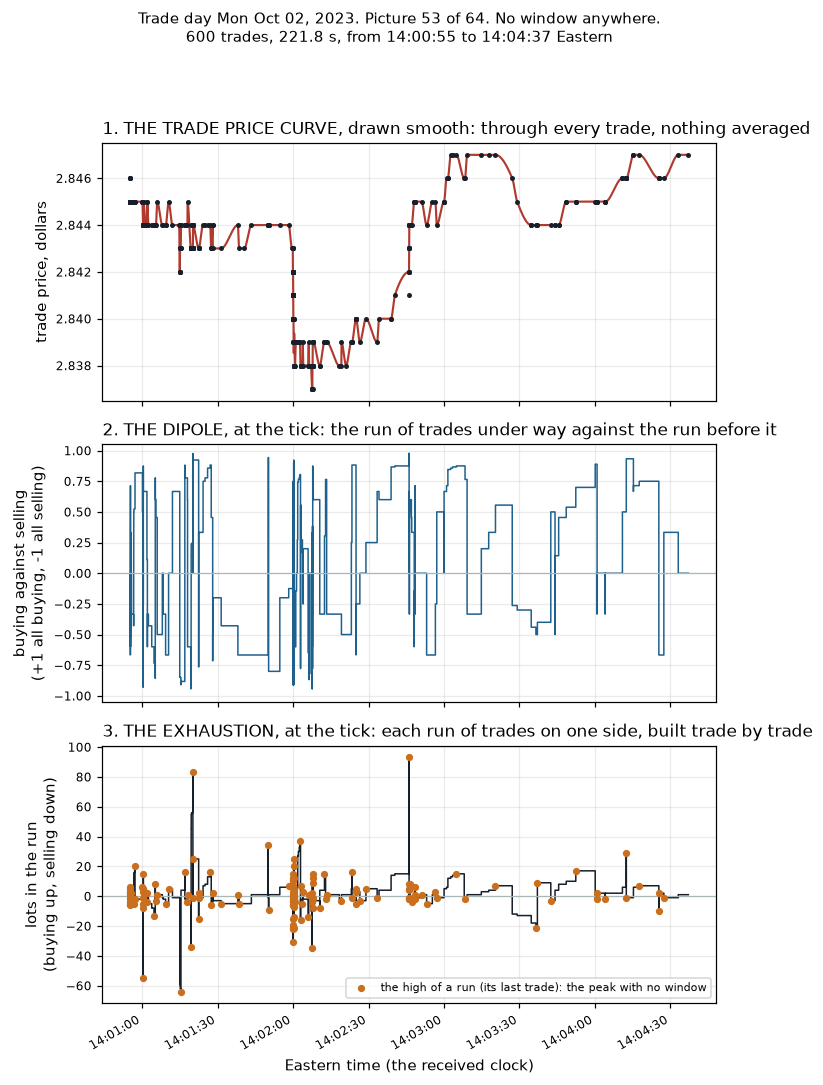 Trade day Mon Oct 02, 2023. Picture 53 of 64. No window anywhere.
600 trades, 221.8 s, from 14:00:55 to 14:04:37 Eastern
1. THE TRADE PRICE CURVE, drawn smooth: through every trade, nothing averaged
trade price, dollars
2.846
2.844
2.842
2.840
2.838
2. THE DIPOLE, at the tick: the run of trades under way against the run before it
buying against selling
(+1 all buying, -1 all selling)
1.00
0.75
0.50
0.25
0.00
−0.25
−0.50
−0.75
−1.00
3. THE EXHAUSTION, at the tick: each run of trades on one side, built trade by trade
lots in the run
(buying up, selling down)
100
80
60
40
20
0
−20
−40
−60
the high of a run (its last trade): the peak with no window
14:01:00
14:01:30
14:02:00
14:02:30
14:03:00
14:03:30
14:04:00
14:04:30
Eastern time (the received clock)